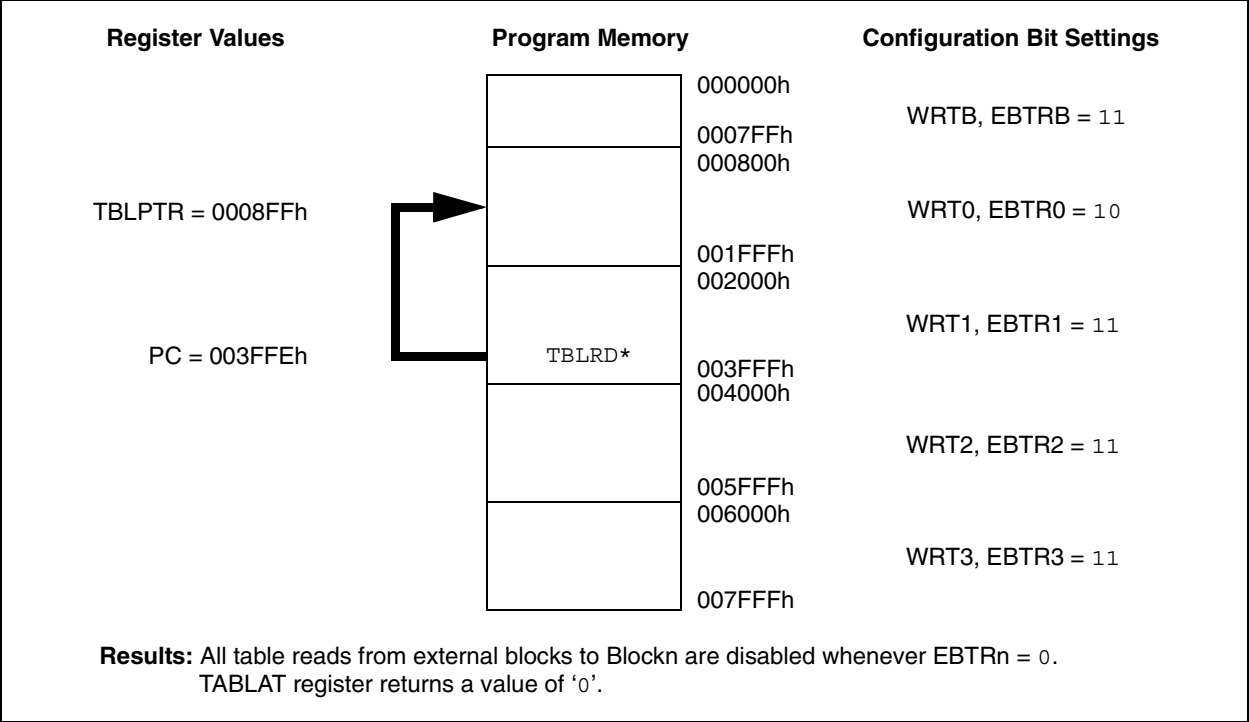 Register Values Program Memory Configuration Bit Settings
000000h
WRTB, EBTRB = 11
0007FFh
000800h
TBLPTR = 0008FFh WRT0, EBTR0 = 10
001FFFh
002000h
WRT1, EBTR1 = 11
PC = 003FFEh TBLRD*
003FFFh
004000h
WRT2, EBTR2 = 11
005FFFh
006000h
WRT3, EBTR3 = 11
007FFFh
Results: All table reads from external blocks to Blockn are disabled whenever EBTRn = 0.
TABLAT register returns a value of ‘0’.